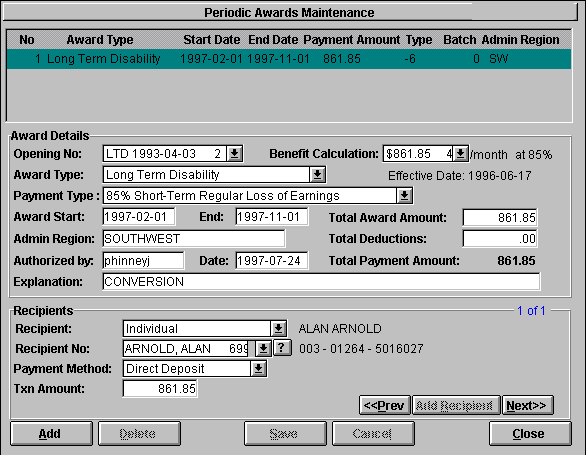 Periodic Awards Maintenance
No Award Type Start Date End Date Payment Amount Type Batch Admin Region
1 Long Term Disability 1997-02-01 1997-11-01 861.85 -6 0 SW
Award Details
Opening No: LTD 1993-04-03 2 Benefit Calculation: $861.85 4 /month at 85%
Award Type: Long Term Disability Effective Date: 1996-06-17
Payment Type : 85% Short-Term Regular Loss of Earnings
Award Start: 1997-02-01 End: 1997-11-01 Total Award Amount: 861.85
Admin Region: SOUTHWEST Total Deductions: .00
Authorized by: phinneyj Date: 1997-07-24 Total Payment Amount: 861.85
Explanation: CONVERSION
Recipients 1 of 1
Recipient: Individual ALAN ARNOLD
Recipient No: ARNOLD, ALAN 699 ? 003 - 01264 - 5016027
Payment Method: Direct Deposit
Txn Amount: 861.85
<<Prev Add Recipient Next>>
Add Delete Save Cancel Close